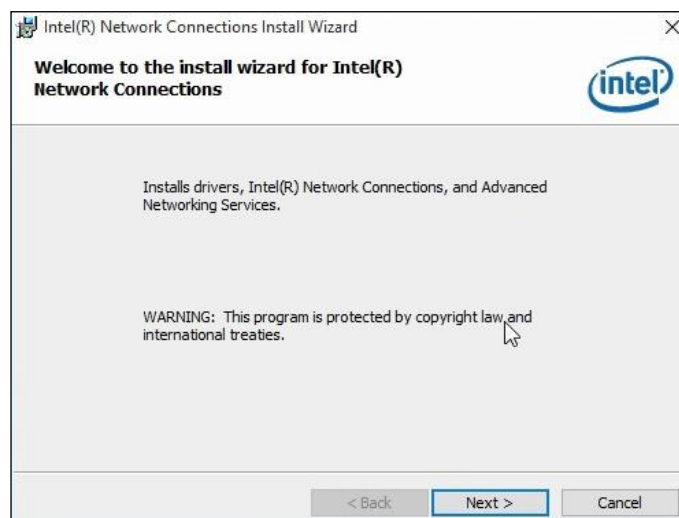 Intel(R) Network Connections Install Wizard
Welcome to the install wizard for Intel(R)
Network Connections
intel
Installs drivers, Intel(R) Network Connections, and Advanced
Networking Services.
WARNING: This program is protected by copyright law and
international treaties.
< Back
Next >
Cancel